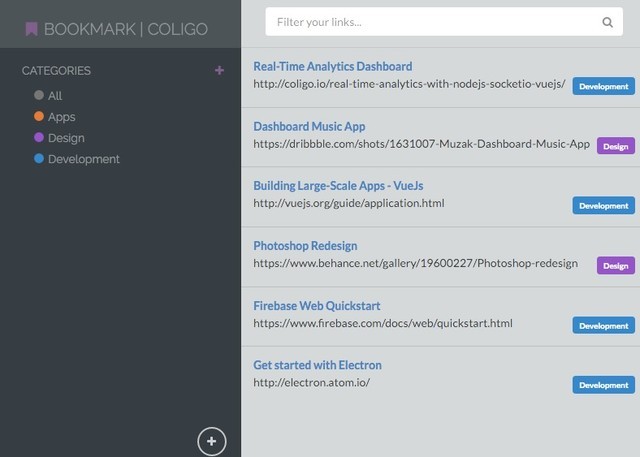 BOOKMARK | COLIGO
CATEGORIES +
All
Apps
Design
Development
Filter your links...
Real-Time Analytics Dashboard
http://coligo.io/real-time-analytics-with-nodejs-socketio-vuejs/
Development
Dashboard Music App
https://dribbble.com/shots/1631007-Muzak-Dashboard-Music-App
Design
Building Large-Scale Apps - VueJs
http://vuejs.org/guide/application.html
Development
Photoshop Redesign
https://www.behance.net/gallery/19600227/Photoshop-redesign
Design
Firebase Web Quickstart
https://www.firebase.com/docs/web/quickstart.html
Development
Get started with Electron
http://electron.atom.io/
Development
+